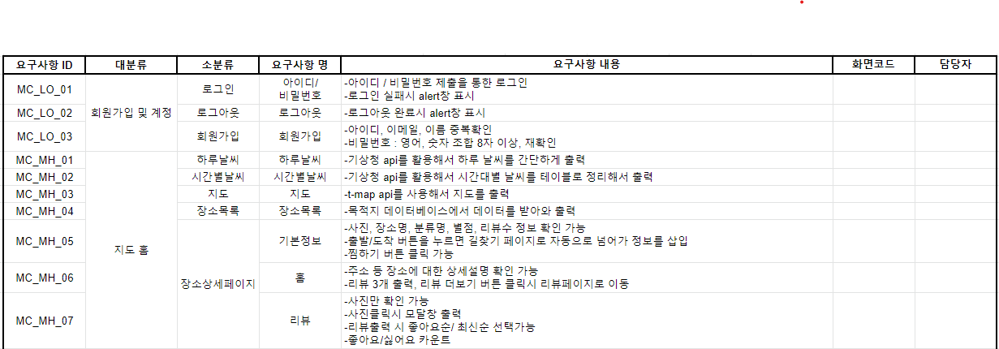 요구사항 ID 대분류 소분류 요구사항 명 요구사항 내용 화면코드 담당자
MC_LO_01 회원가입 및 계정 로그인 아이디/
비밀번호
-아이디 / 비밀번호 제출을 통한 로그인
-로그인 실패시 alert창 표시
MC_LO_02 로그아웃 로그아웃 -로그아웃 완료시 alert창 표시
MC_LO_03 회원가입 회원가입 -아이디, 이메일, 이름 중복확인
-비밀번호 : 영어, 숫자 조합 8자 이상, 재확인
MC_MH_01 지도 홈 하루날씨 하루날씨 -기상청 api를 활용해서 하루 날씨를 간단하게 출력
MC_MH_02 시간별날씨 시간별날씨 -기상청 api를 활용해서 시간대별 날씨를 테이블로 정리해서 출력
MC_MH_03 지도 지도 -t-map api를 사용해서 지도를 출력
MC_MH_04 장소목록 장소목록 -목적지 데이터베이스에서 데이터를 받아와 출력
MC_MH_05 장소상세페이지 기본정보 -사진, 장소명, 분류명, 별점, 리뷰수 정보 확인 가능
-출발/도착 버튼을 누르면 길찾기 페이지로 자동으로 넘어가 정보를 삽입
-찜하기 버튼 클릭 가능
MC_MH_06 홈 -주소 등 장소에 대한 상세설명 확인 가능
-리뷰 3개 출력, 리뷰 더보기 버튼 클릭시 리뷰페이지로 이동
MC_MH_07 리뷰 -사진만 확인 가능
-사진클릭시 모달창 출력
-리뷰출력 시 좋아요순/ 최신순 선택가능
-좋아요/싫어요 카운트